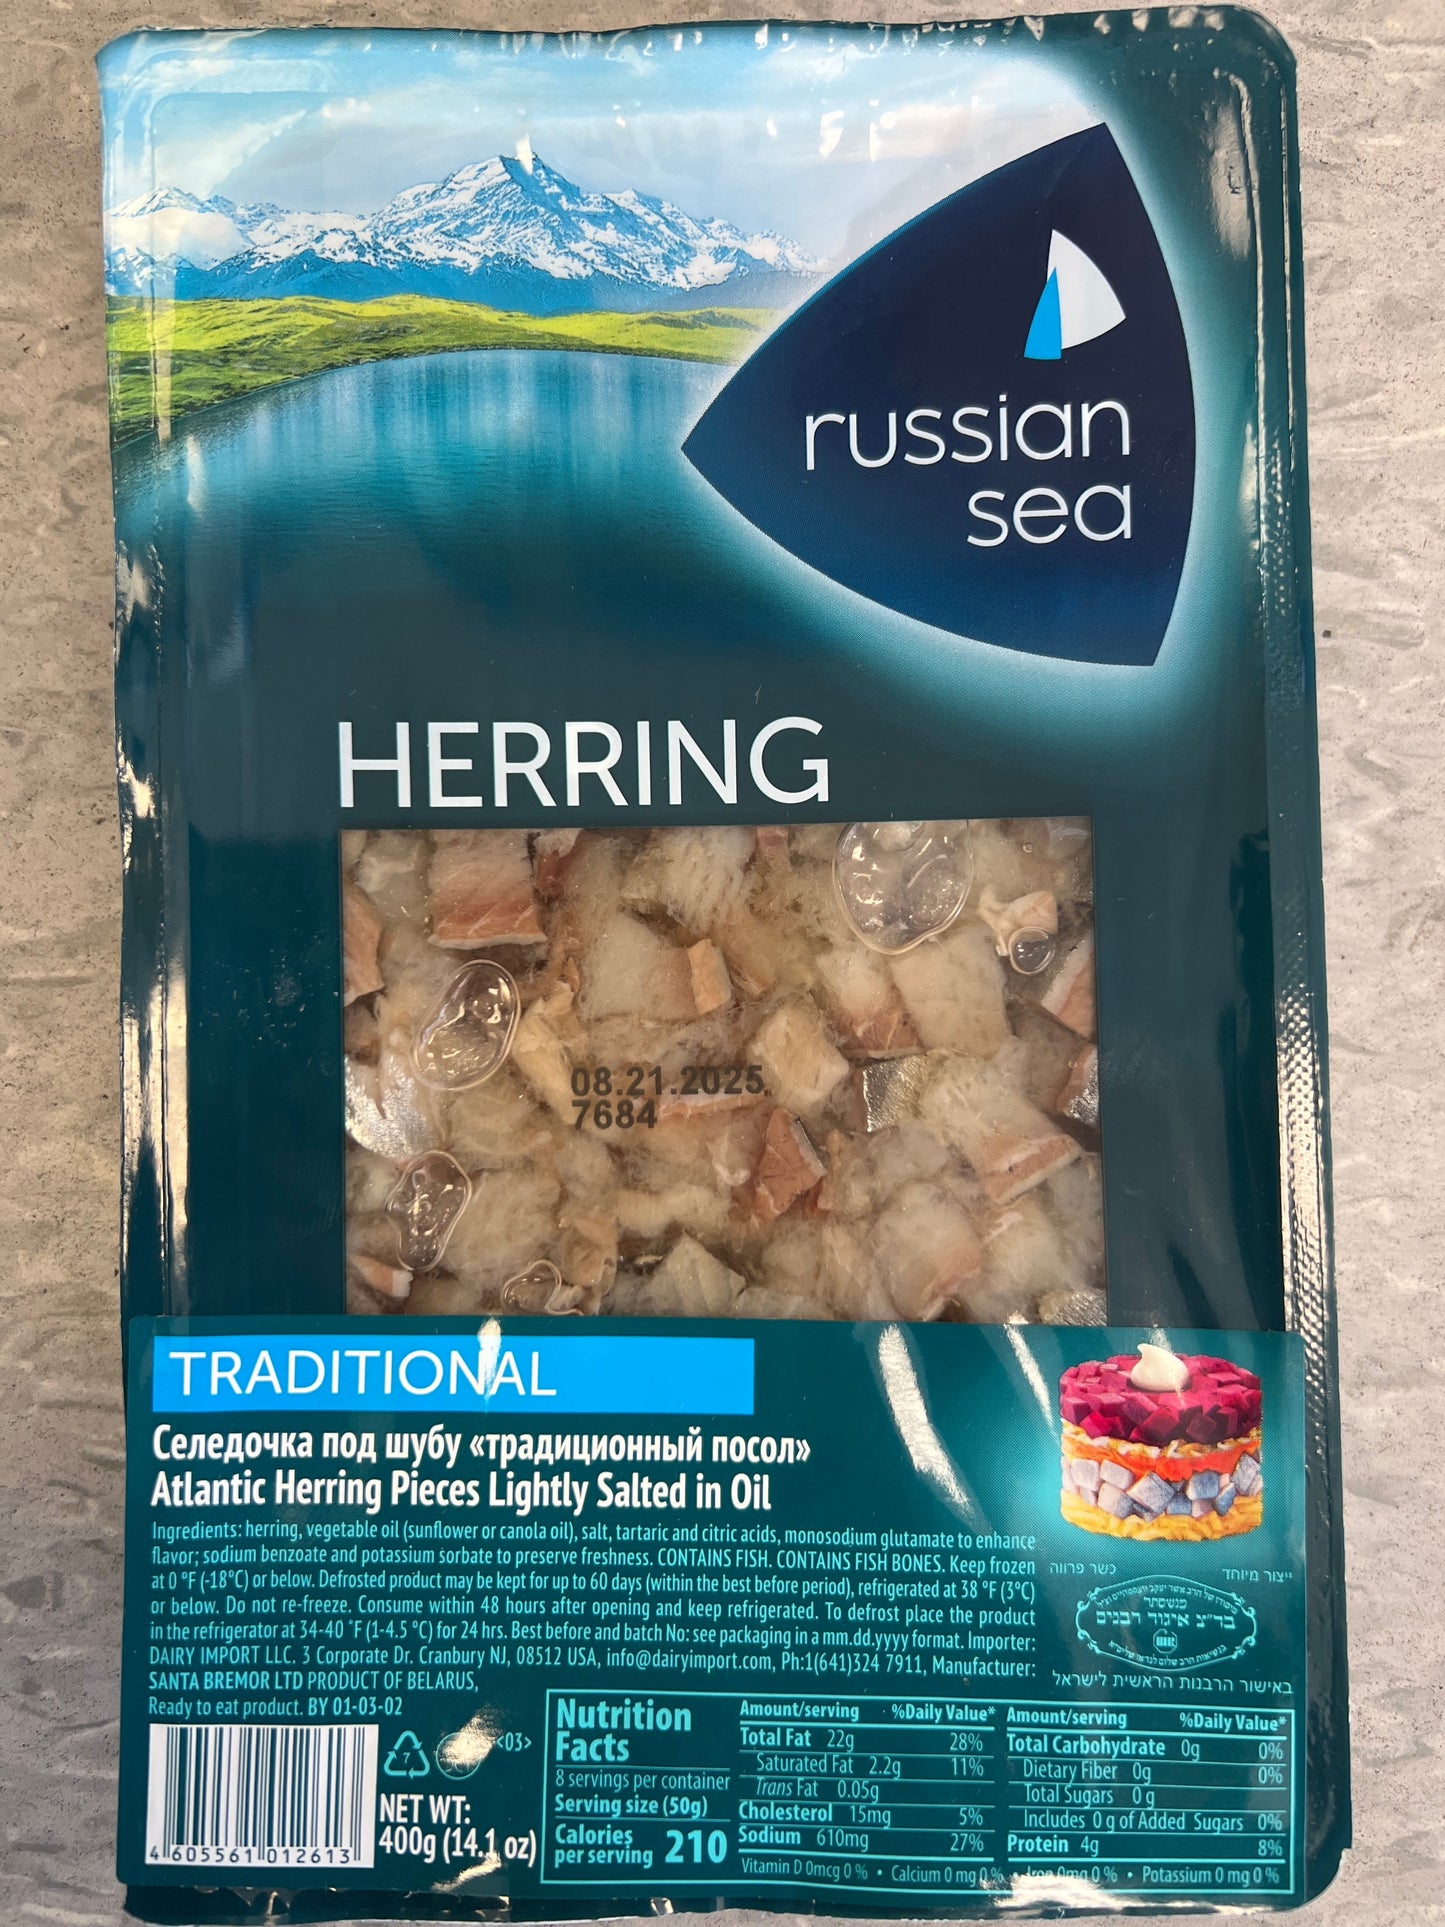 russian
sea
HERRING
08.21.2025
7684
TRADITIONAL
Селедочка под шубу «традиционный посол»
Atlantic Herring Pieces Lightly Salted in Oil
Ingredients: herring, vegetable oil (sunflower or canola oil), salt, tartaric and citric acids, monosodium glutamate to enhance
flavor; sodium benzoate and potassium sorbate to preserve freshness. CONTAINS FISH. CONTAINS FISH BONES. Keep frozen
at 0 °F (-18°C) or below. Defrosted product may be kept for up to 60 days (within the best before period), refrigerated at 38 °F (3°C)
or below. Do not re-freeze. Consume within 48 hours after opening and keep refrigerated. To defrost place the product
in the refrigerator at 34-40 °F (1-4.5 °C) for 24 hrs. Best before and batch No: see packaging in a mm.dd.yyyy format. Importer:
DAIRY IMPORT LLC. 3 Corporate Dr. Cranbury NJ, 08512 USA, info@dairyimport.com, Ph:1(641)324 7911, Manufacturer:
SANTA BREMOR LTD PRODUCT OF BELARUS,
Ready to eat product. BY 01-03-02
ייצור מיוחד
כשר פרווה
בד״צ איגוד רבנים
באישור הרבנות הראשית לישראל
4 605561 012613
7
<03>
NET WT:
400g (14.1 oz)
Nutrition
Facts
8 servings per container
Serving size (50g)
Calories
per serving 210
Amount/serving %Daily Value*
Total Fat 22g 28%
Saturated Fat 2.2g 11%
Trans Fat 0.05g
Cholesterol 15mg 5%
Sodium 610mg 27%
Amount/serving %Daily Value*
Total Carbohydrate 0g 0%
Dietary Fiber 0g 0%
Total Sugars 0 g
Includes 0 g of Added Sugars 0%
Protein 4g 8%
Vitamin D 0mcg 0 % • Calcium 0 mg 0 % • Iron 0mg 0 % • Potassium 0 mg 0 %